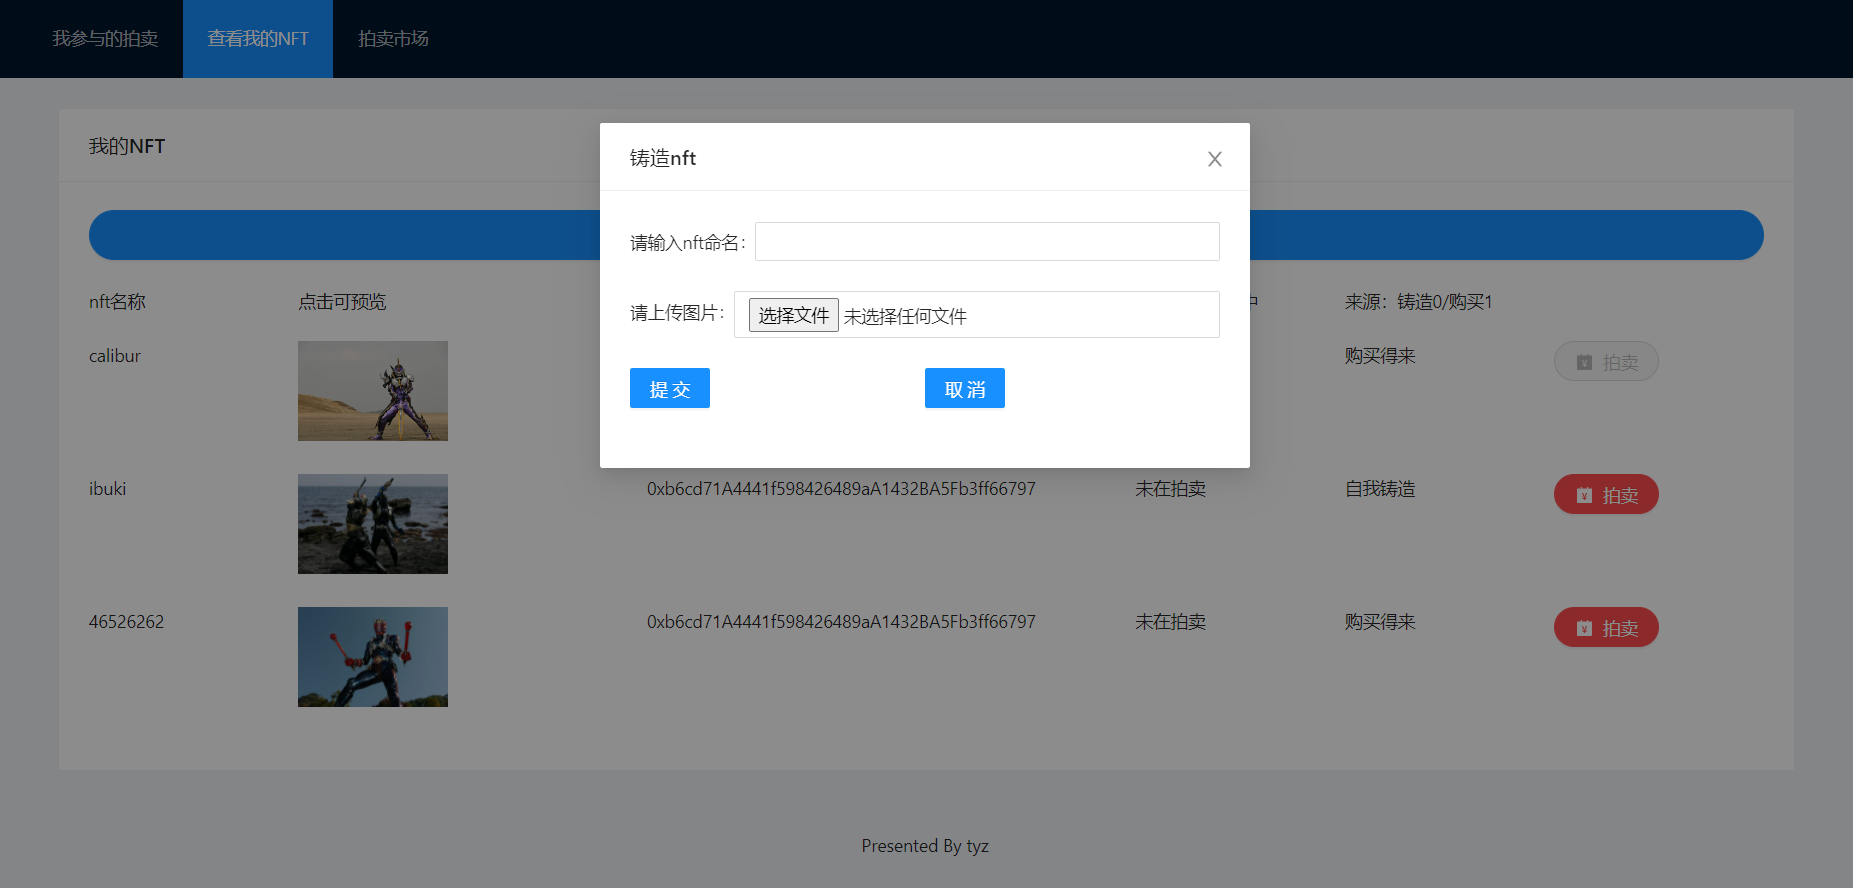 我参与的拍卖 查看我的NFT 拍卖市场
我的NFT
铸造nft
请输入nft命名：
请上传图片： 选择文件 未选择任何文件
提交 取消
nft名称 点击可预览 来源：铸造0/购买1
calibur 购买得来 拍卖
ibuki 0xb6cd71A4441f598426489aA1432BA5Fb3ff66797 未在拍卖 自我铸造 拍卖
46526262 0xb6cd71A4441f598426489aA1432BA5Fb3ff66797 未在拍卖 购买得来 拍卖
Presented By tyz